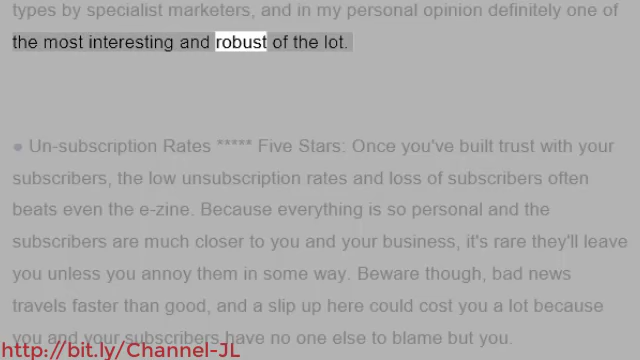 types by specialist marketers, and in my personal opinion definitely one of
the most interesting and robust of the lot.
● Un-subscription Rates ***** Five Stars: Once you've built trust with your
subscribers, the low unsubscription rates and loss of subscribers often
beats even the e-zine. Because everything is so personal and the
subscribers are much closer to you and your business, it's rare they'll leave
you unless you annoy them in some way. Beware though, bad news
travels faster than good, and a slip up here could cost you a lot because
you and your subscribers have no one else to blame but you.
http://bit.ly/Channel-JL